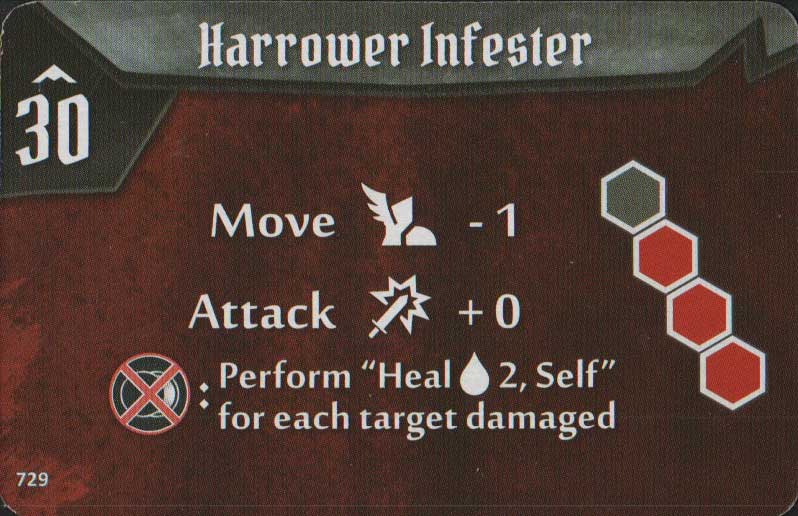 Harrower Infester
30
Move - 1
Attack + 0
: Perform “Heal 2, Self”
for each target damaged
729